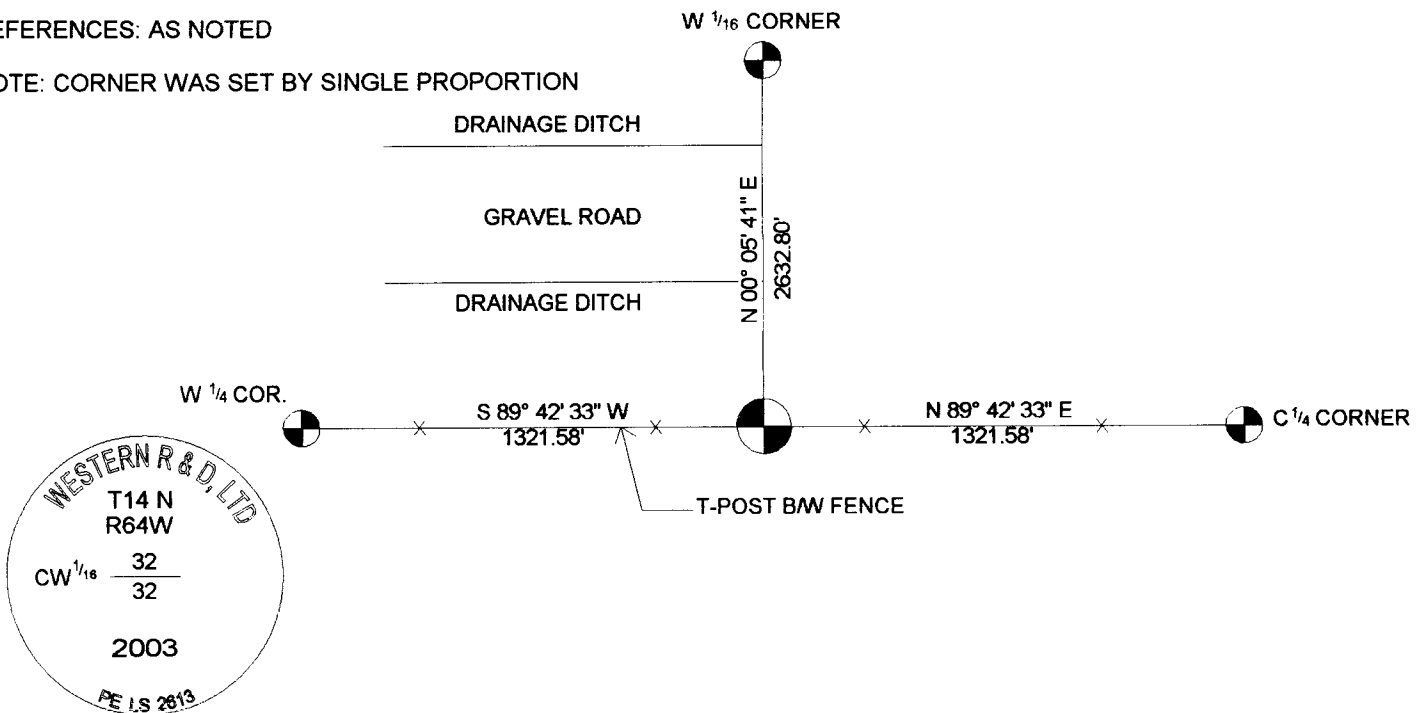 EFERENCES: AS NOTED
W 1/16 CORNER
OTE: CORNER WAS SET BY SINGLE PROPORTION
DRAINAGE DITCH
GRAVEL ROAD
DRAINAGE DITCH
N 00° 05' 41" E
2632.80'
W 1/4 COR.
S 89° 42' 33" W
1321.58'
N 89° 42' 33" E
1321.58'
C 1/4 CORNER
T-POST B/W FENCE
WESTERN R & D, LTD
T14 N
R64W
CW 1/16 32
32
2003
PE LS 2613